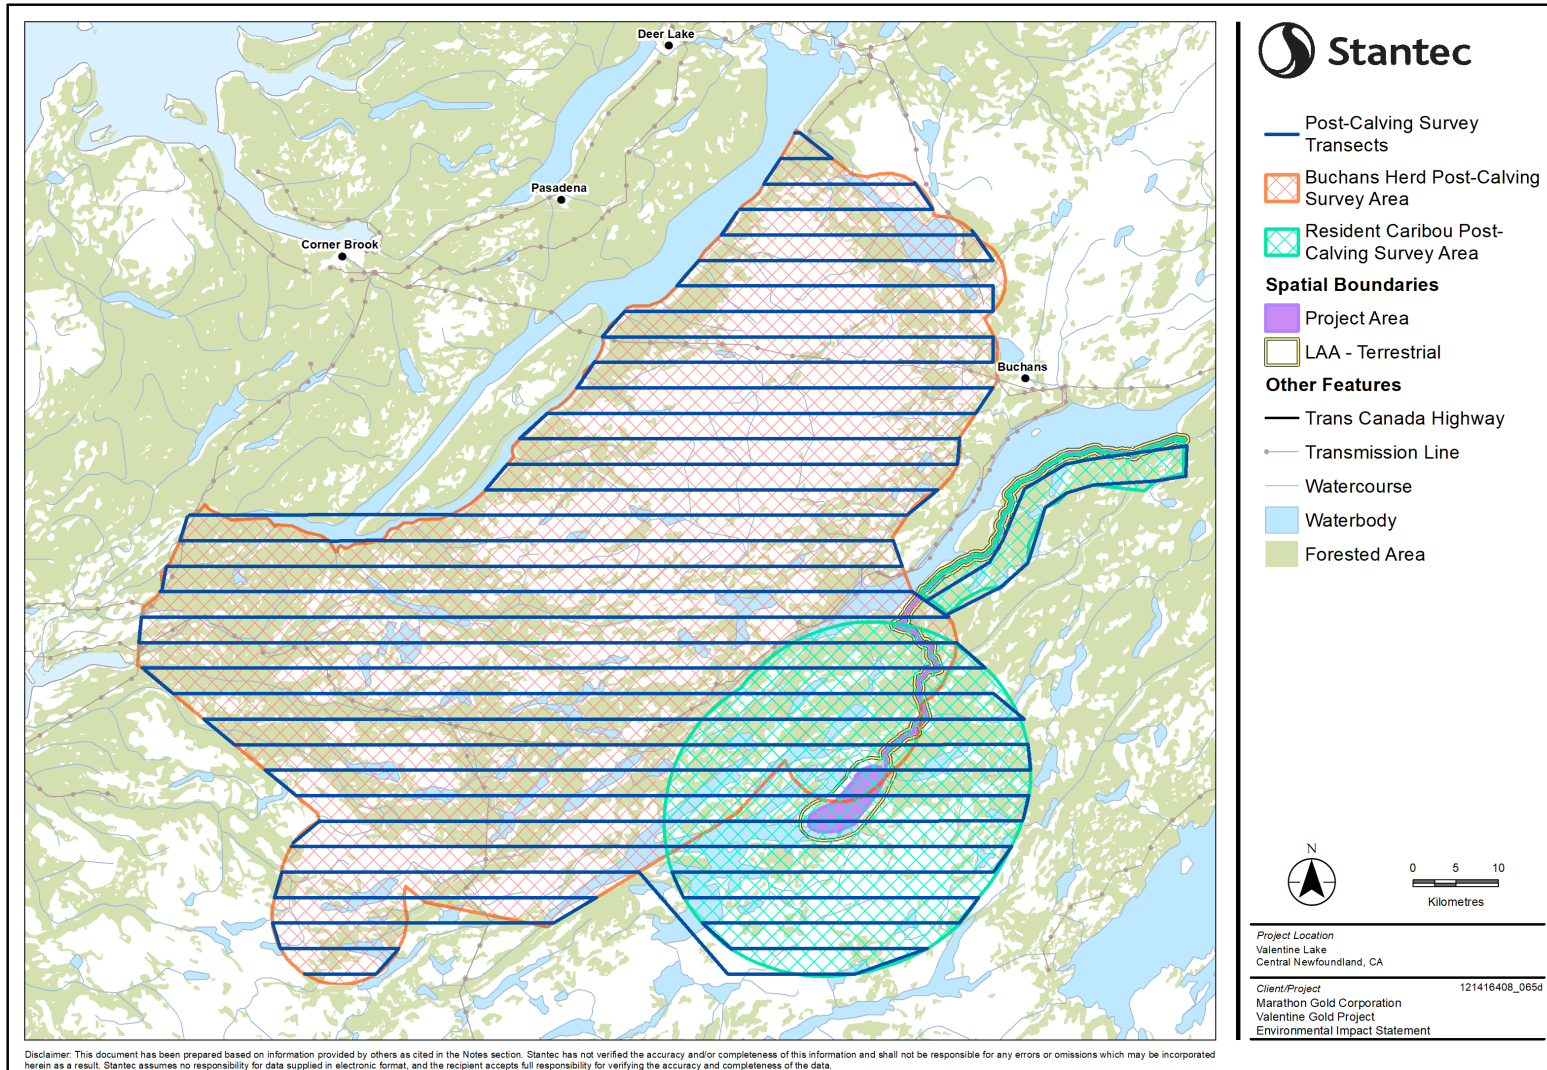 Deer Lake
Pasadena
Corner Brook
Buchans
Stantec
Post-Calving Survey
Transects
Buchans Herd Post-Calving
Survey Area
Resident Caribou Post-
Calving Survey Area
Spatial Boundaries
Project Area
LAA - Terrestrial
Other Features
Trans Canada Highway
Transmission Line
Watercourse
Waterbody
Forested Area
N
0 5 10
Kilometres
Project Location
Valentine Lake
Central Newfoundland, CA
Client/Project 121416408_065d
Marathon Gold Corporation
Valentine Gold Project
Environmental Impact Statement
Disclaimer: This document has been prepared based on information provided by others as cited in the Notes section. Stantec has not verified the accuracy and/or completeness of this information and shall not be responsible for any errors or omissions which may be incorporated
herein as a result. Stantec assumes no responsibility for data supplied in electronic format, and the recipient accepts full responsibility for verifying the accuracy and completeness of the data.